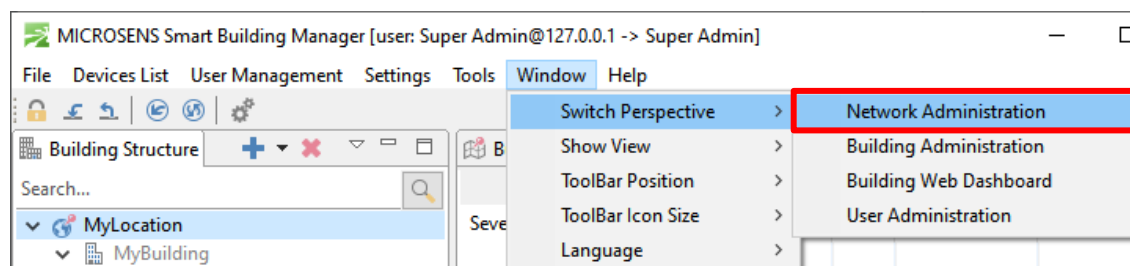 MICROSENS Smart Building Manager [user: Super Admin@127.0.0.1 -> Super Admin]
File Devices List User Management Settings Tools Window Help
Switch Perspective > Network Administration
Building Structure B Show View > Building Administration
Search... ToolBar Position > Building Web Dashboard
MyLocation Seve ToolBar Icon Size > User Administration
MyBuilding Language >